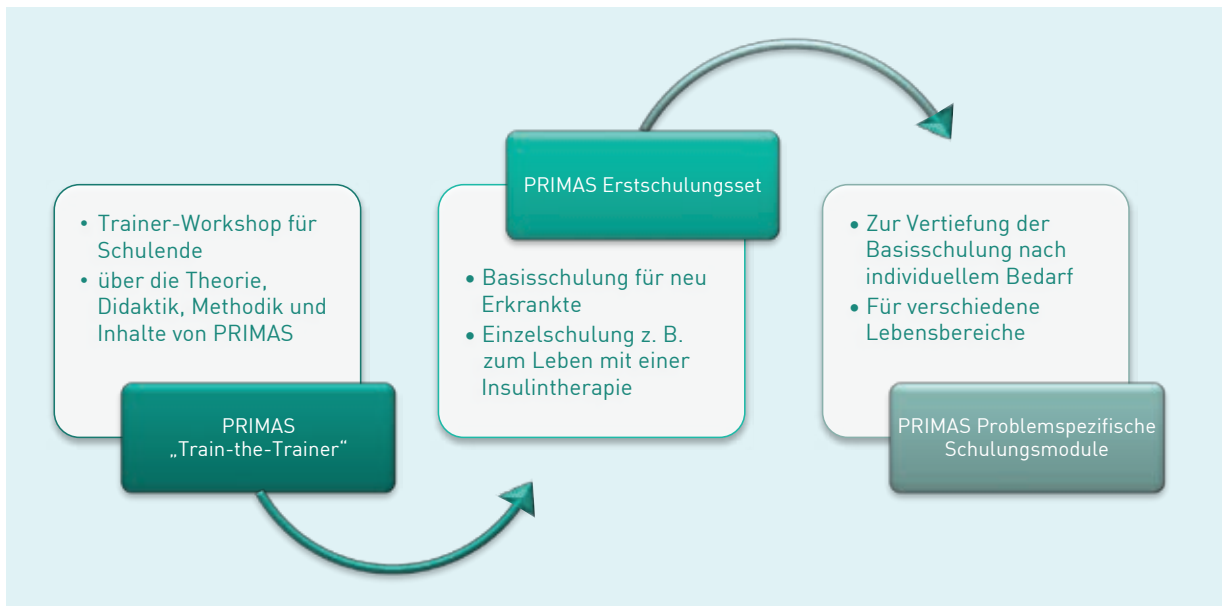 • Trainer-Workshop für
Schulende
• über die Theorie,
Didaktik, Methodik und
Inhalte von PRIMAS
PRIMAS
„Train-the-Trainer“
PRIMAS Erstschulungsset
• Basisschulung für neu
Erkrankte
• Einzelschulung z. B.
zum Leben mit einer
Insulintherapie
• Zur Vertiefung der
Basisschulung nach
individuellem Bedarf
• Für verschiedene
Lebensbereiche
PRIMAS Problemspezifische
Schulungsmodule